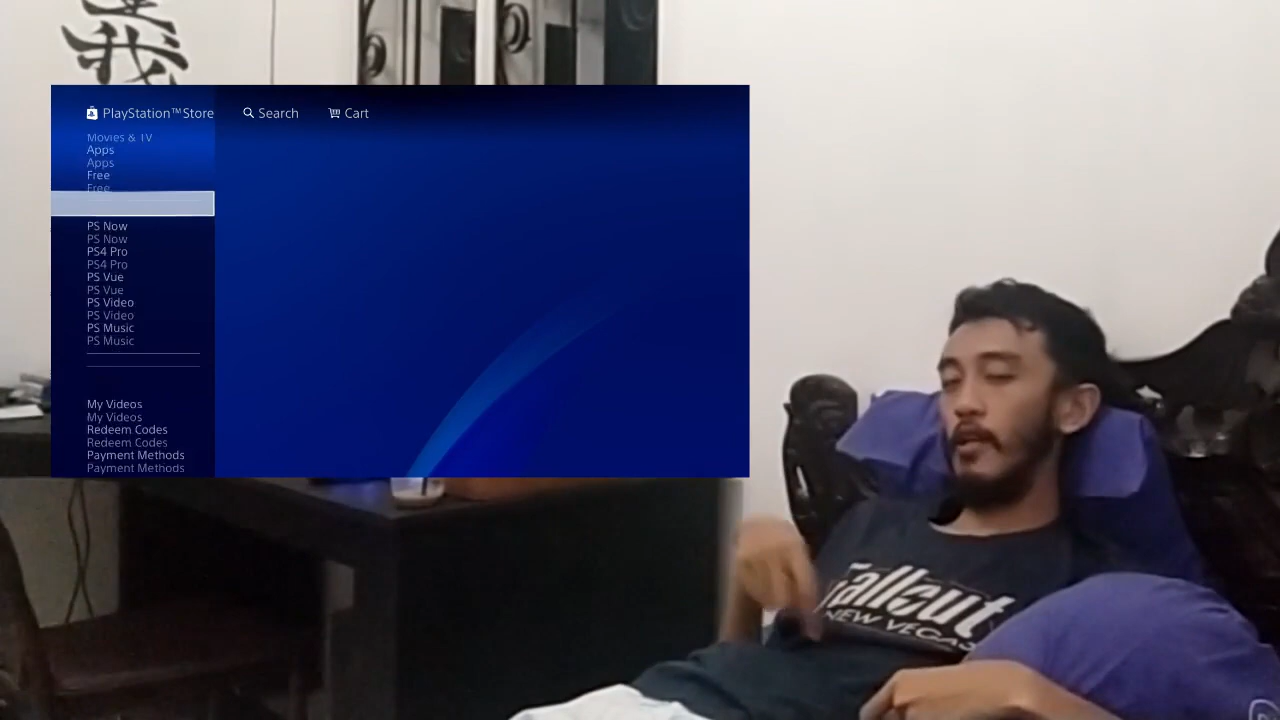 我
PlayStation™Store
Search
Cart
Movies & TV
Apps
Apps
Free
Free
PS Now
PS Now
PS4 Pro
PS4 Pro
PS Vue
PS Vue
PS Video
PS Video
PS Music
PS Music
My Videos
My Videos
Redeem Codes
Redeem Codes
Payment Methods
Payment Methods
Fallout
NEW VEGAS